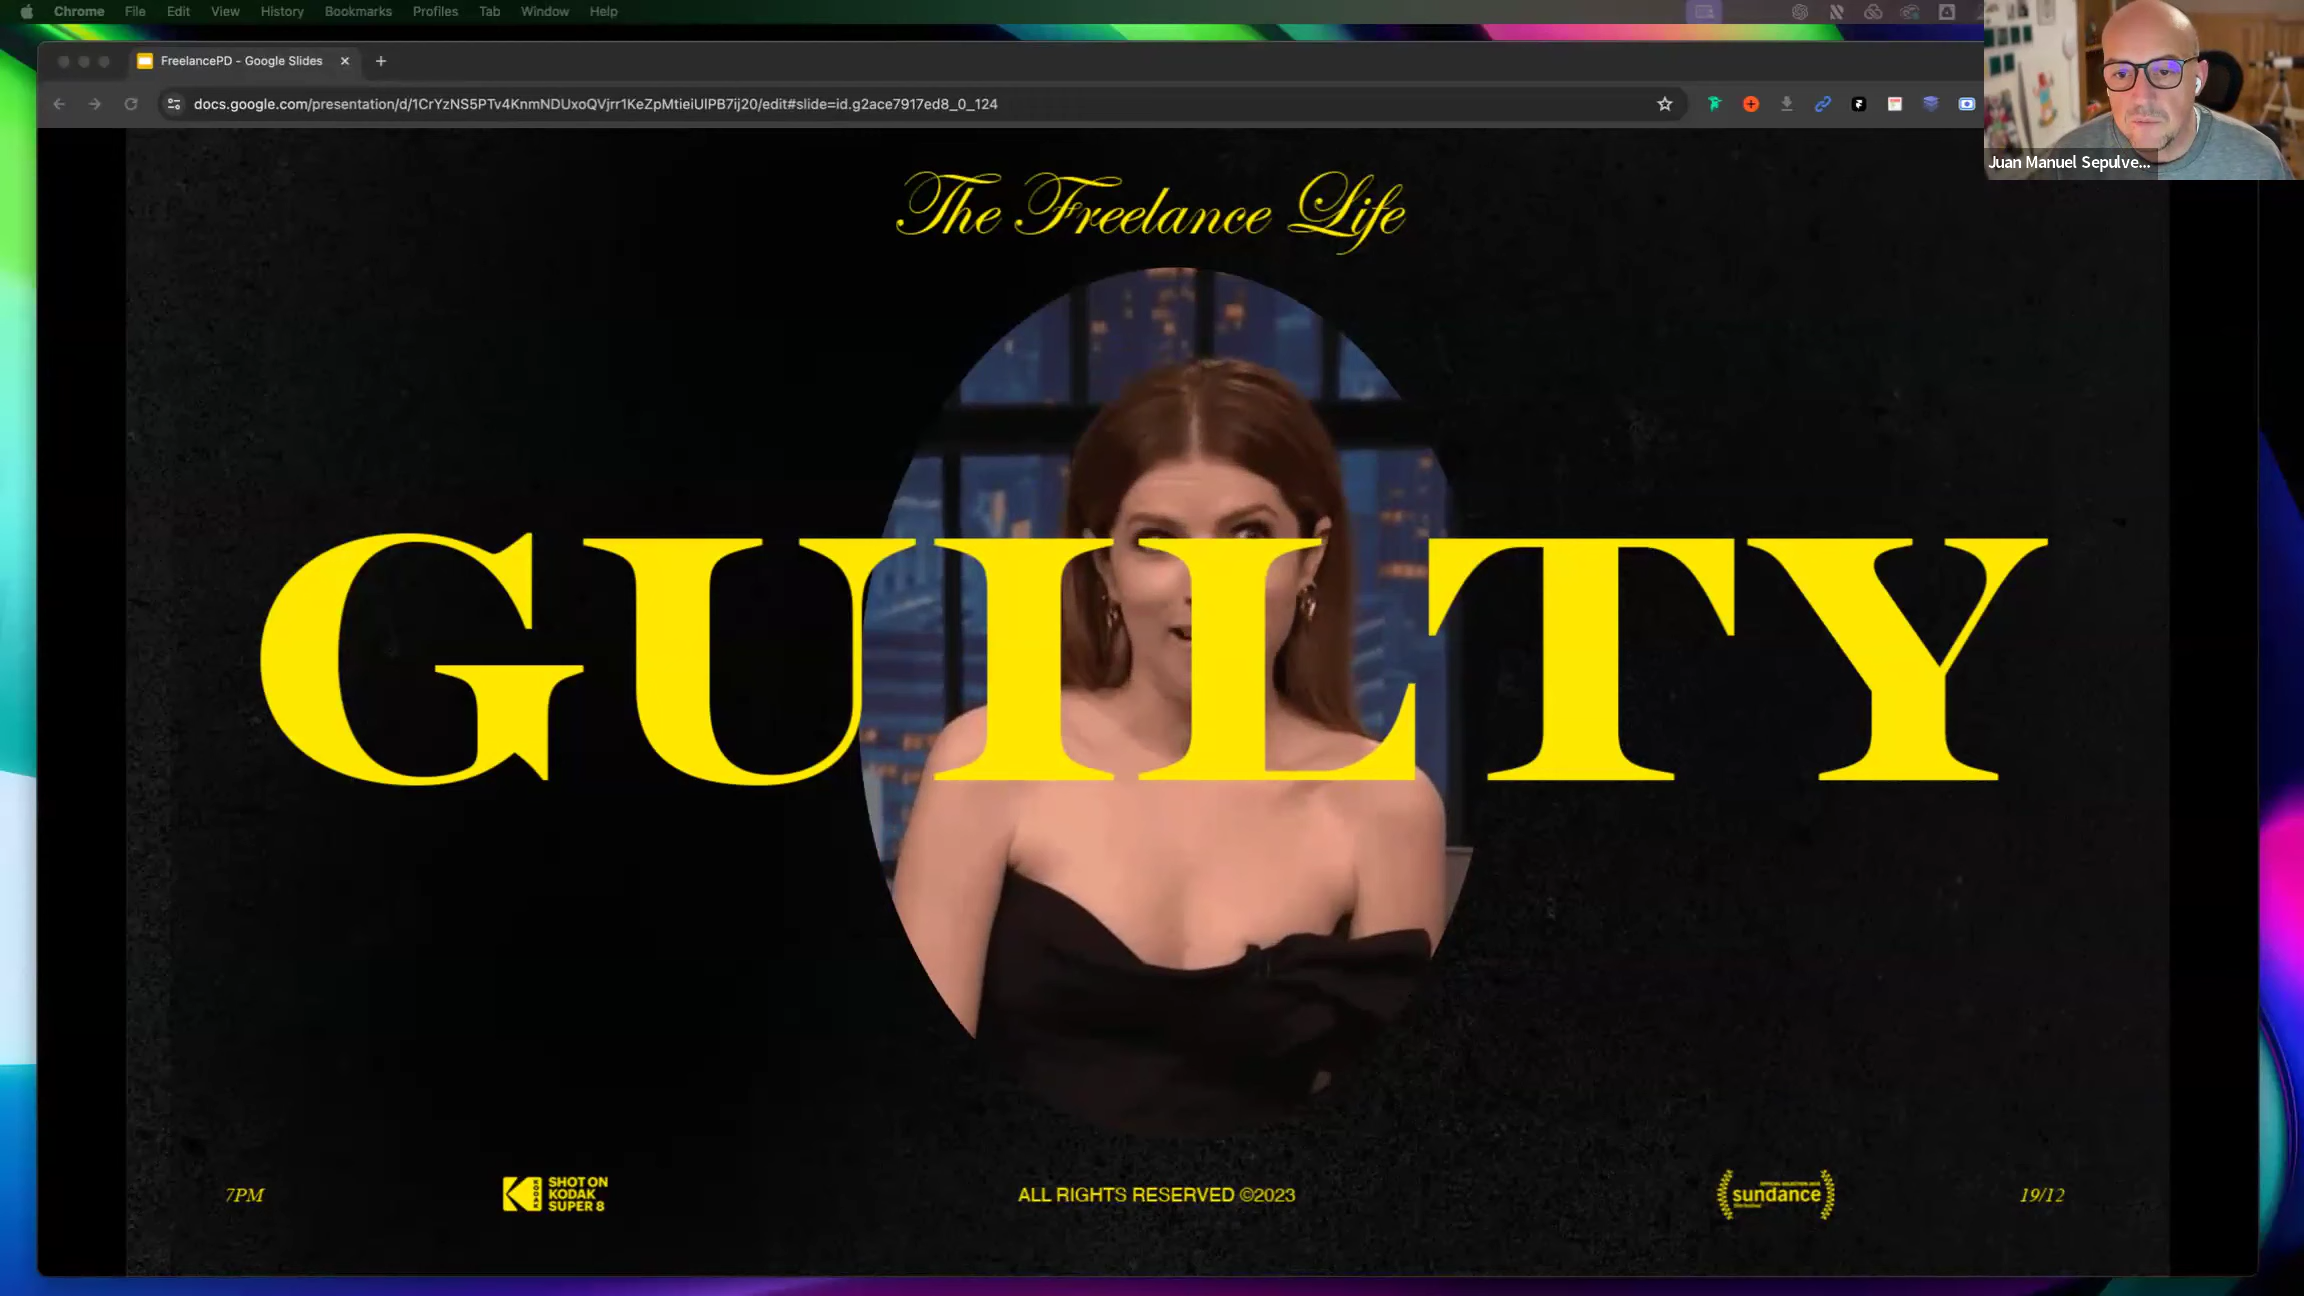 Chrome File Edit View History Bookmarks Profiles Tab Window Help
FreelancePD - Google Slides
docs.google.com/presentation/d/1CrYzNS5PTv4KnmNDUxoQVjrr1KeZpMtieiUlPB7ij20/edit#slide=id.g2ace7917ed8_0_124
Juan Manuel Sepulve...
The Freelance Life
GUILTY
7PM
KODAK
SHOT ON
KODAK
SUPER 8
ALL RIGHTS RESERVED ©2023
sundance
19/12